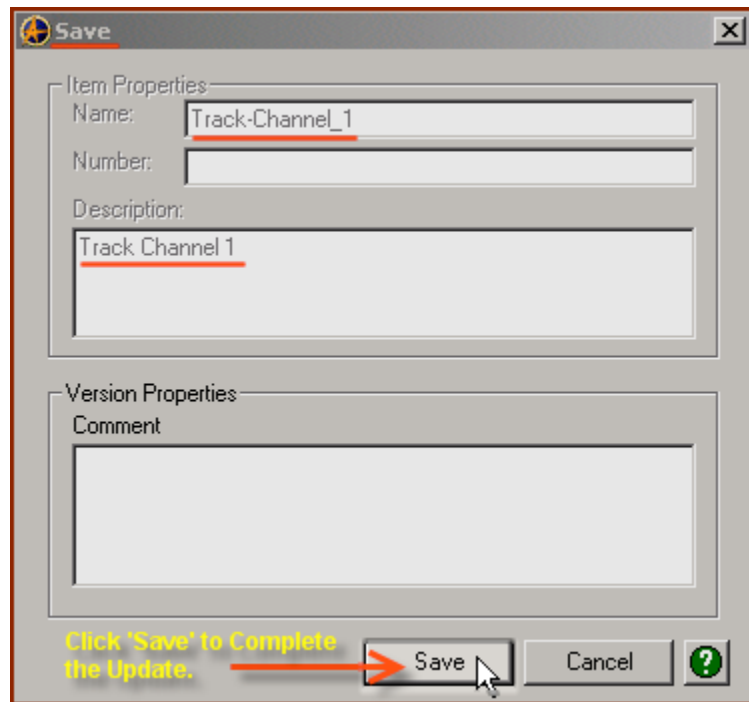 Save
Item Properties
Name: Track-Channel_1
Number:
Description:
Track Channel 1
Version Properties
Comment
Click 'Save' to Complete
the Update.
Save Cancel ?